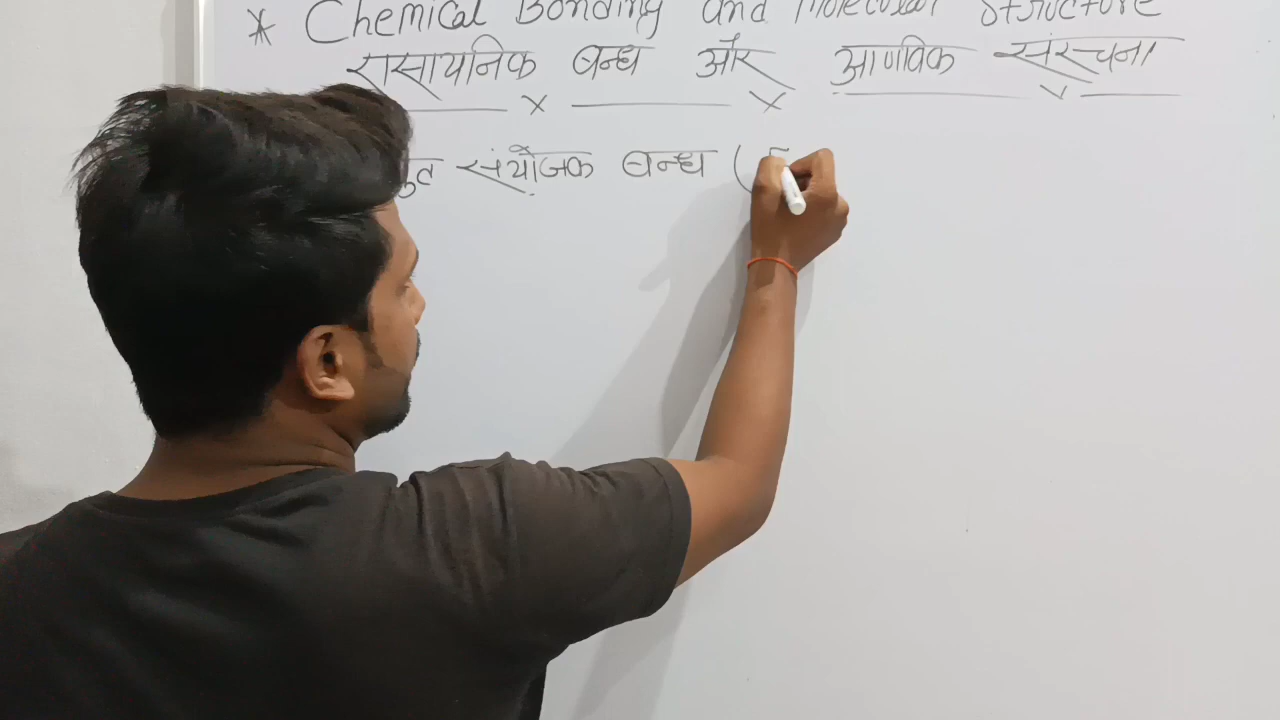 * Chemical Bonding and Molecular Structure
रासायनिक बन्ध और आणविक संरचना
संयोजक बन्ध (